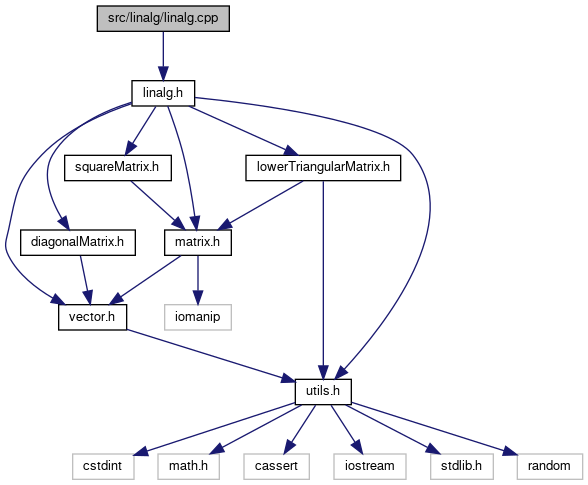 src/linalg/linalg.cpp
linalg.h
squareMatrix.h
lowerTriangularMatrix.h
diagonalMatrix.h
matrix.h
vector.h
iomanip
utils.h
cstdint
math.h
cassert
iostream
stdlib.h
random